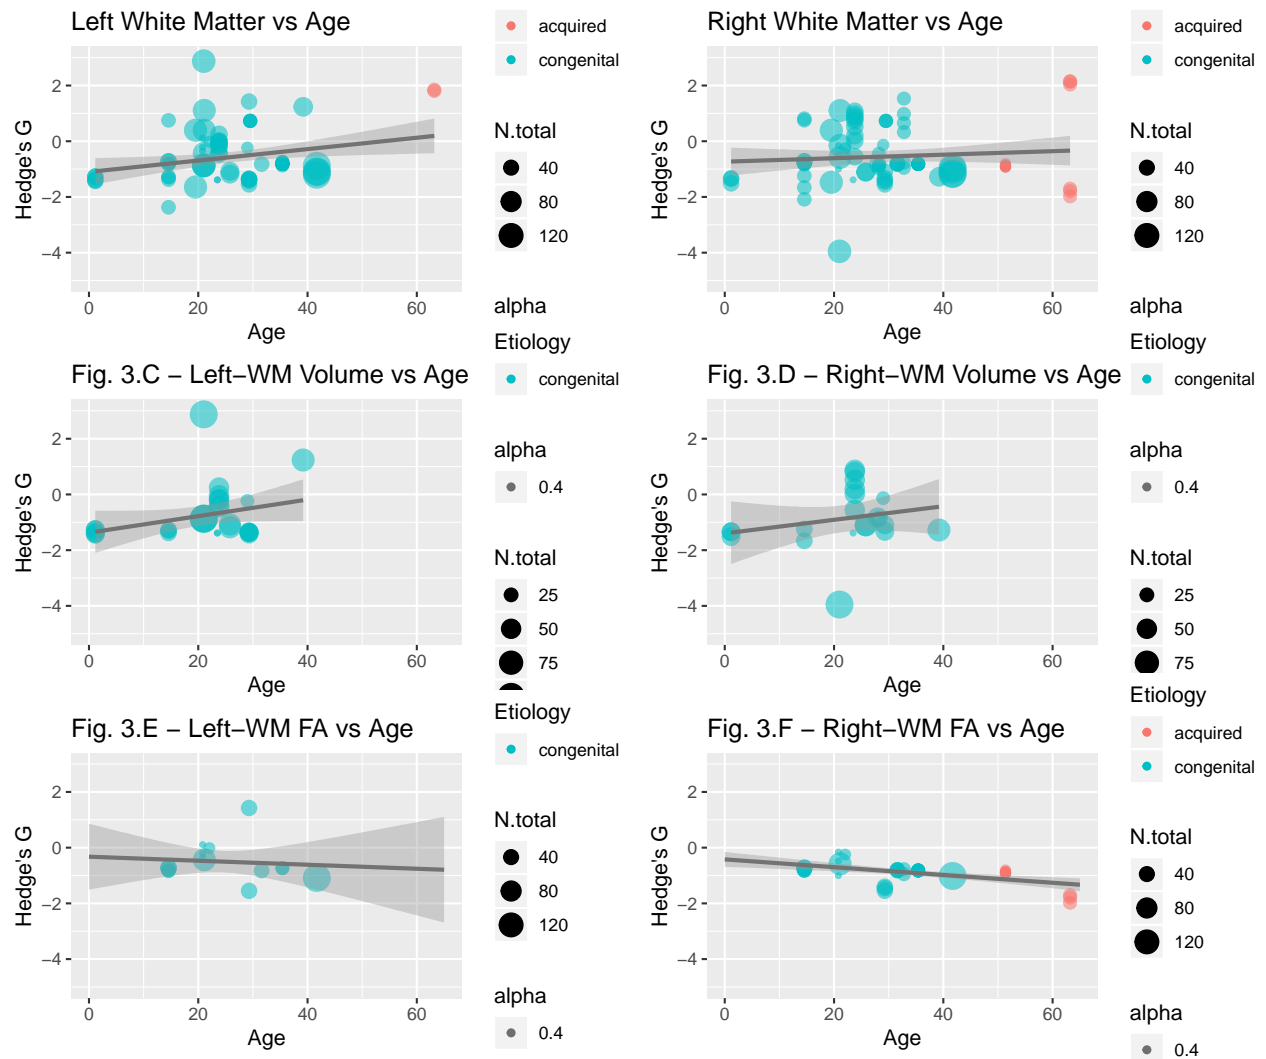 Left White Matter vs Age
2
0
−2
−4
Hedge's G
0 20 40 60
Age
acquired
congenital
N.total
40
80
120
Right White Matter vs Age
2
0
−2
−4
Hedge's G
0 20 40 60
Age
acquired
congenital
N.total
40
80
120
alpha
alpha
Fig. 3.C − Left−WM Volume vs Age
2
0
−2
−4
Hedge's G
0 20 40 60
Age
Etiology
congenital
alpha
0.4
N.total
25
50
75
Fig. 3.D − Right−WM Volume vs Age
2
0
−2
−4
Hedge's G
0 20 40 60
Age
Etiology
congenital
alpha
0.4
N.total
25
50
75
Fig. 3.E − Left−WM FA vs Age
2
0
−2
−4
Hedge's G
0 20 40 60
Age
Etiology
congenital
N.total
40
80
120
alpha
0.4
Fig. 3.F − Right−WM FA vs Age
2
0
−2
−4
Hedge's G
0 20 40 60
Age
Etiology
acquired
congenital
N.total
40
80
120
alpha
0.4